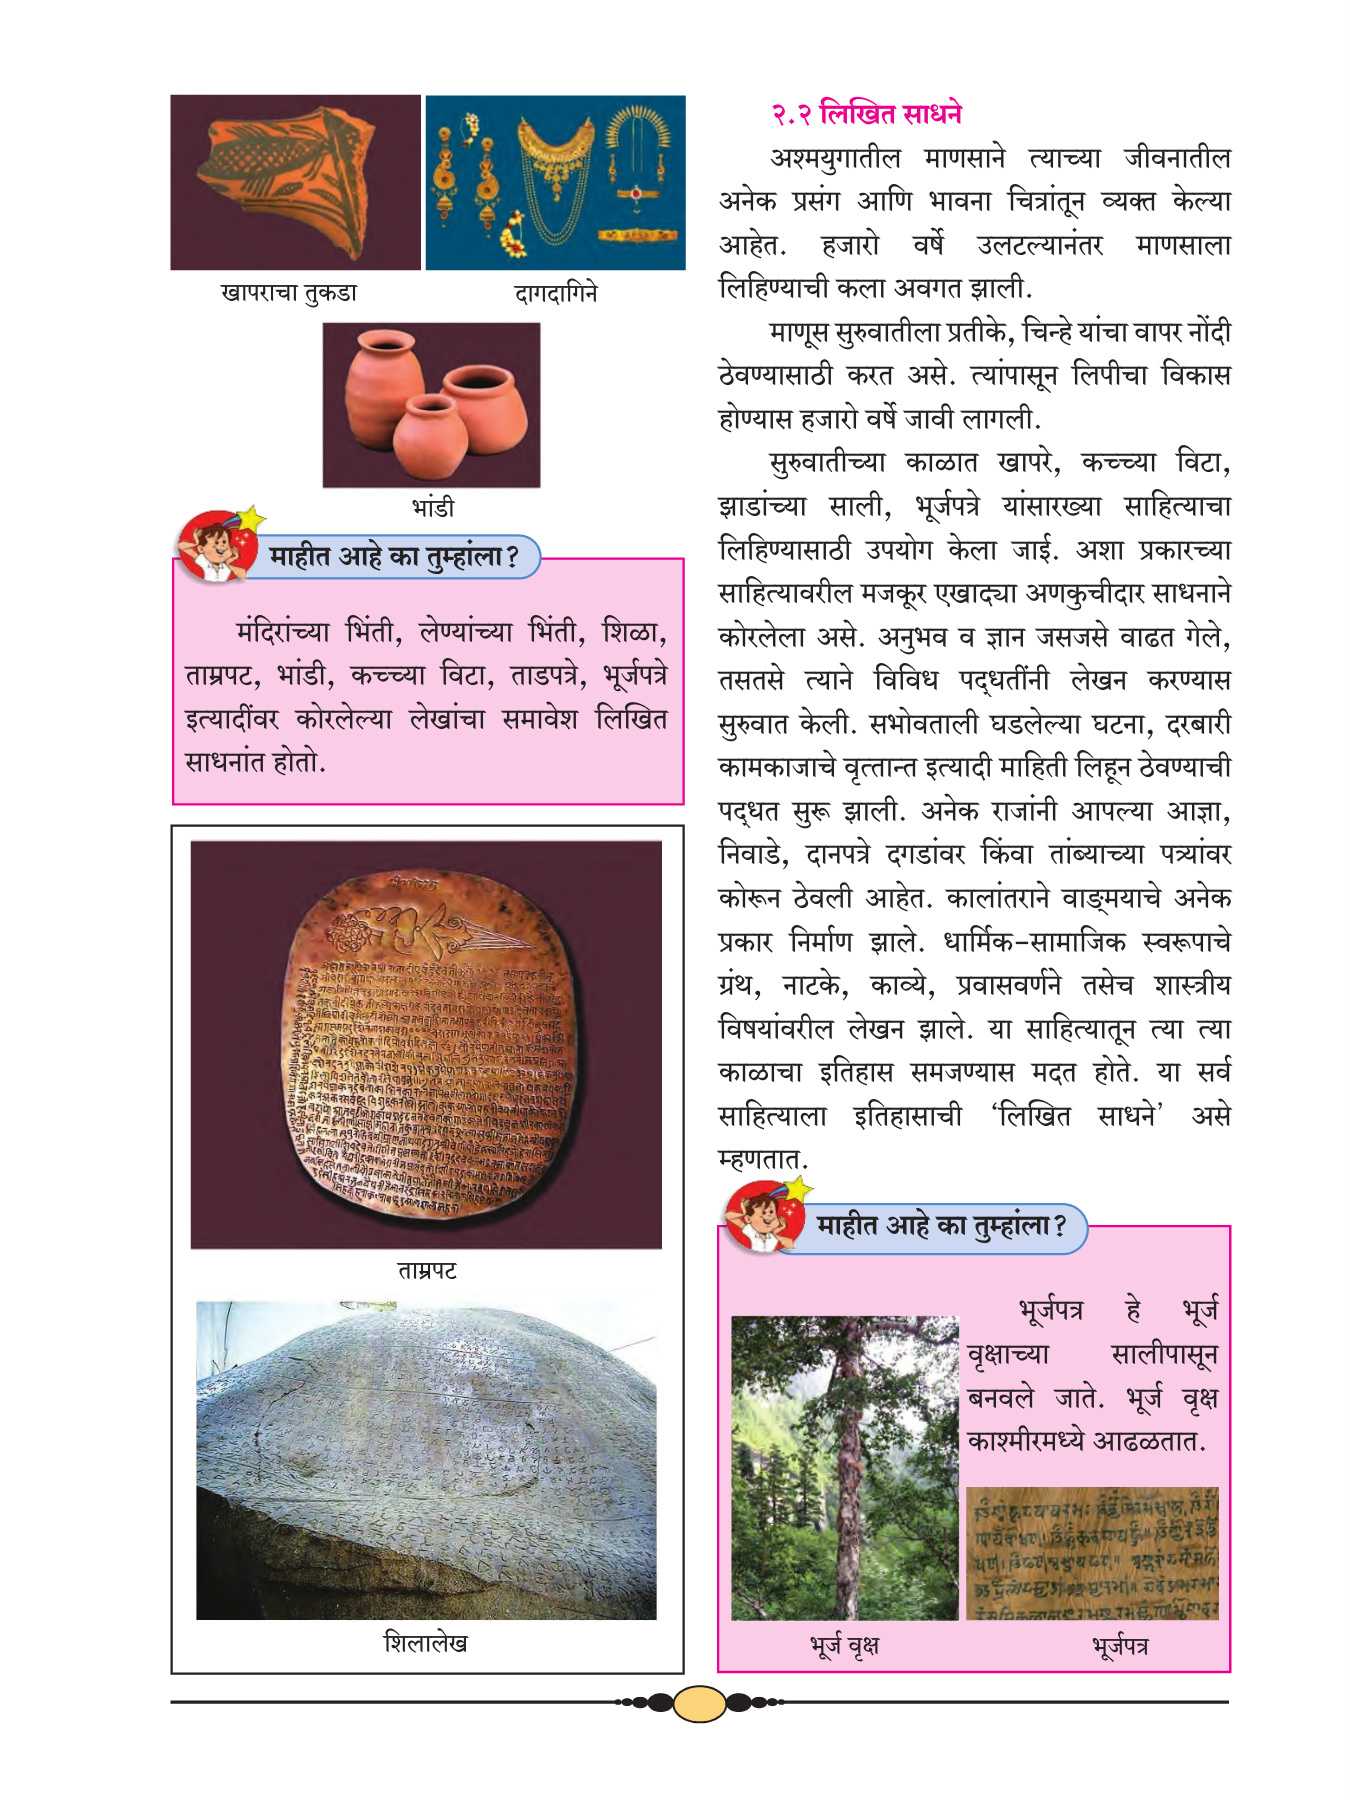 खापराचा तुकडा
दागदागिने
भांडी
माहीत आहे का तुम्हांला?
मंदिरांच्या भिंती, लेण्यांच्या भिंती, शिळा,
ताम्रपट, भांडी, कच्च्या विटा, ताडपत्रे, भूर्जपत्रे
इत्यादींवर कोरलेल्या लेखांचा समावेश लिखित
साधनांत होतो.
ताम्रपट
शिलालेख
२.२ लिखित साधने
अश्मयुगातील माणसाने त्याच्या जीवनातील
अनेक प्रसंग आणि भावना चित्रांतून व्यक्त केल्या
आहेत. हजारो वर्षे उलटल्यानंतर माणसाला
लिहिण्याची कला अवगत झाली.
माणूस सुरुवातीला प्रतीके, चिन्हे यांचा वापर नोंदी
ठेवण्यासाठी करत असे. त्यांपासून लिपीचा विकास
होण्यास हजारो वर्षे जावी लागली.
सुरुवातीच्या काळात खापरे, कच्च्या विटा,
झाडांच्या साली, भूर्जपत्रे यांसारख्या साहित्याचा
लिहिण्यासाठी उपयोग केला जाई. अशा प्रकारच्या
साहित्यावरील मजकूर एखाद्या अणकुचीदार साधनाने
कोरलेला असे. अनुभव व ज्ञान जसजसे वाढत गेले,
तसतसे त्याने विविध पद्धतींनी लेखन करण्यास
सुरुवात केली. सभोवताली घडलेल्या घटना, दरबारी
कामकाजाचे वृत्तान्त इत्यादी माहिती लिहून ठेवण्याची
पद्धत सुरू झाली. अनेक राजांनी आपल्या आज्ञा,
निवाडे, दानपत्रे दगडांवर किंवा तांब्याच्या पत्र्यांवर
कोरून ठेवली आहेत. कालांतराने वाङ्मयाचे अनेक
प्रकार निर्माण झाले. धार्मिक-सामाजिक स्वरूपाचे
ग्रंथ, नाटके, काव्ये, प्रवासवर्णने तसेच शास्त्रीय
विषयांवरील लेखन झाले. या साहित्यातून त्या त्या
काळाचा इतिहास समजण्यास मदत होते. या सर्व
साहित्याला इतिहासाची ‘लिखित साधने’ असे
म्हणतात.
माहीत आहे का तुम्हांला?
भूर्जपत्र हे भूर्ज
वृक्षाच्या सालीपासून
बनवले जाते. भूर्ज वृक्ष
काश्मीरमध्ये आढळतात.
भूर्ज वृक्ष
भूर्जपत्र